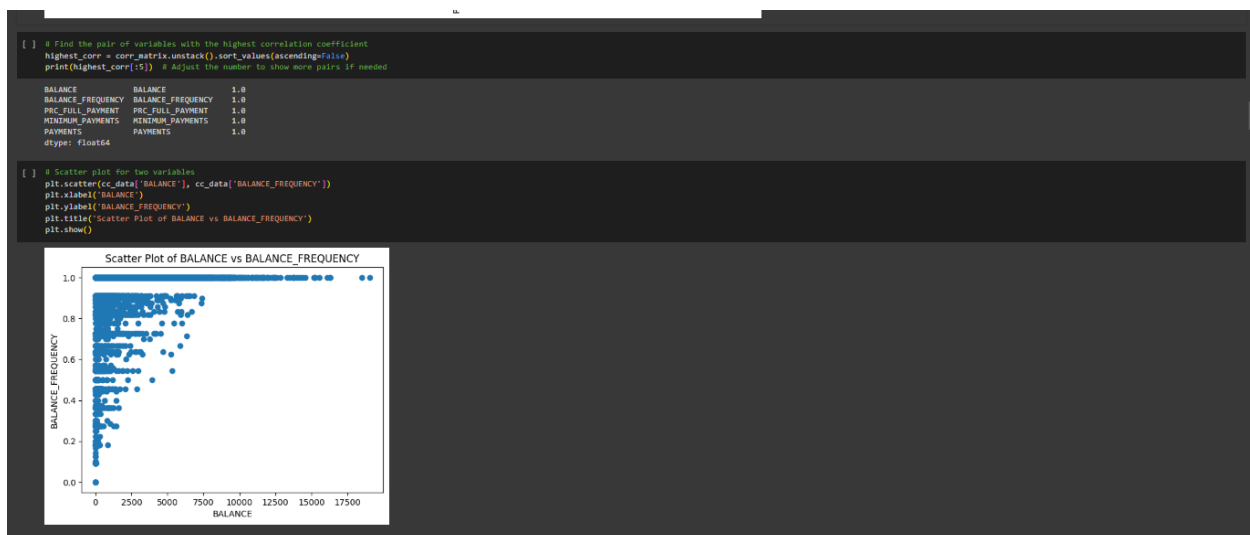 [ ] # Find the pair of variables with the highest correlation coefficient
highest_corr = corr_matrix.unstack().sort_values(ascending=False)
print(highest_corr[:5])  # Adjust the number to show more pairs if needed
BALANCE BALANCE 1.0
BALANCE_FREQUENCY BALANCE_FREQUENCY 1.0
PRC_FULL_PAYMENT PRC_FULL_PAYMENT 1.0
MINIMUM_PAYMENTS MINIMUM_PAYMENTS 1.0
PAYMENTS PAYMENTS 1.0
dtype: float64
[ ] # Scatter plot for two variables
plt.scatter(cc_data['BALANCE'], cc_data['BALANCE_FREQUENCY'])
plt.xlabel('BALANCE')
plt.ylabel('BALANCE_FREQUENCY')
plt.title('Scatter Plot of BALANCE vs BALANCE_FREQUENCY')
plt.show()
Scatter Plot of BALANCE vs BALANCE_FREQUENCY
1.0
0.8
0.6
0.4
0.2
0.0
BALANCE_FREQUENCY
0 2500 5000 7500 10000 12500 15000 17500
BALANCE